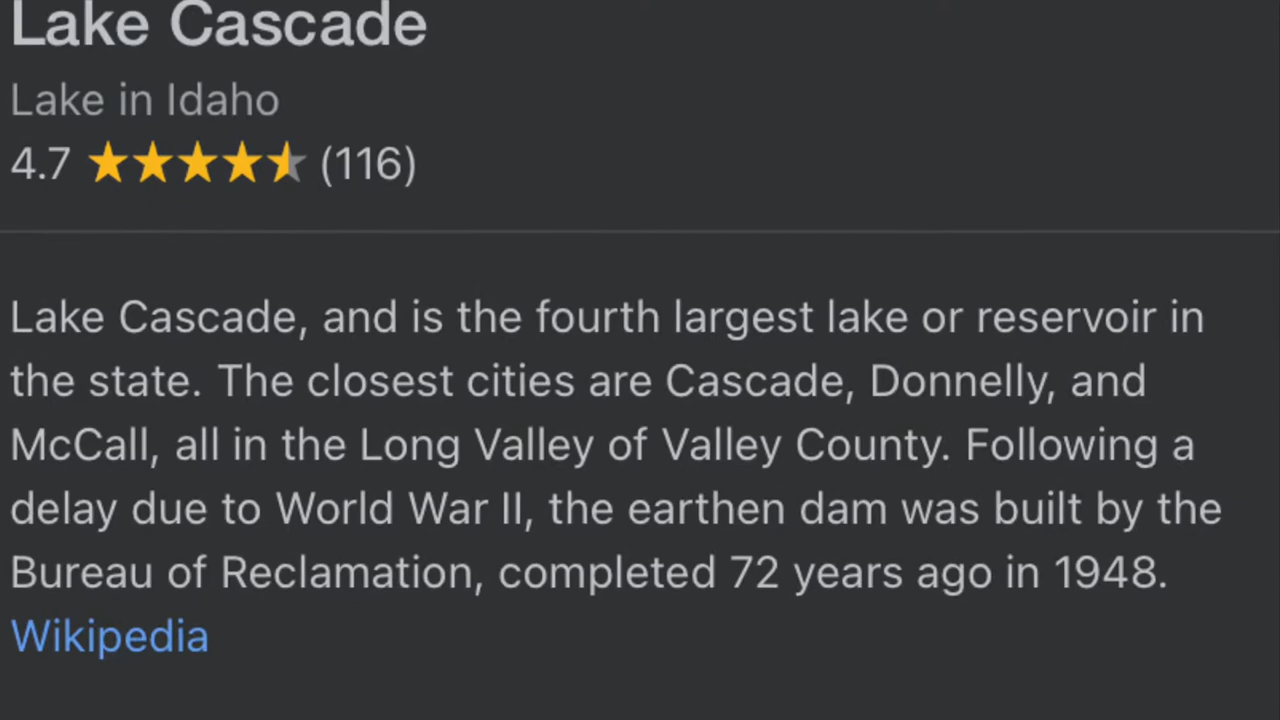 Lake Cascade
Lake in Idaho
4.7 ★★★★★ (116)
Lake Cascade, and is the fourth largest lake or reservoir in
the state. The closest cities are Cascade, Donnelly, and
McCall, all in the Long Valley of Valley County. Following a
delay due to World War II, the earthen dam was built by the
Bureau of Reclamation, completed 72 years ago in 1948.
Wikipedia